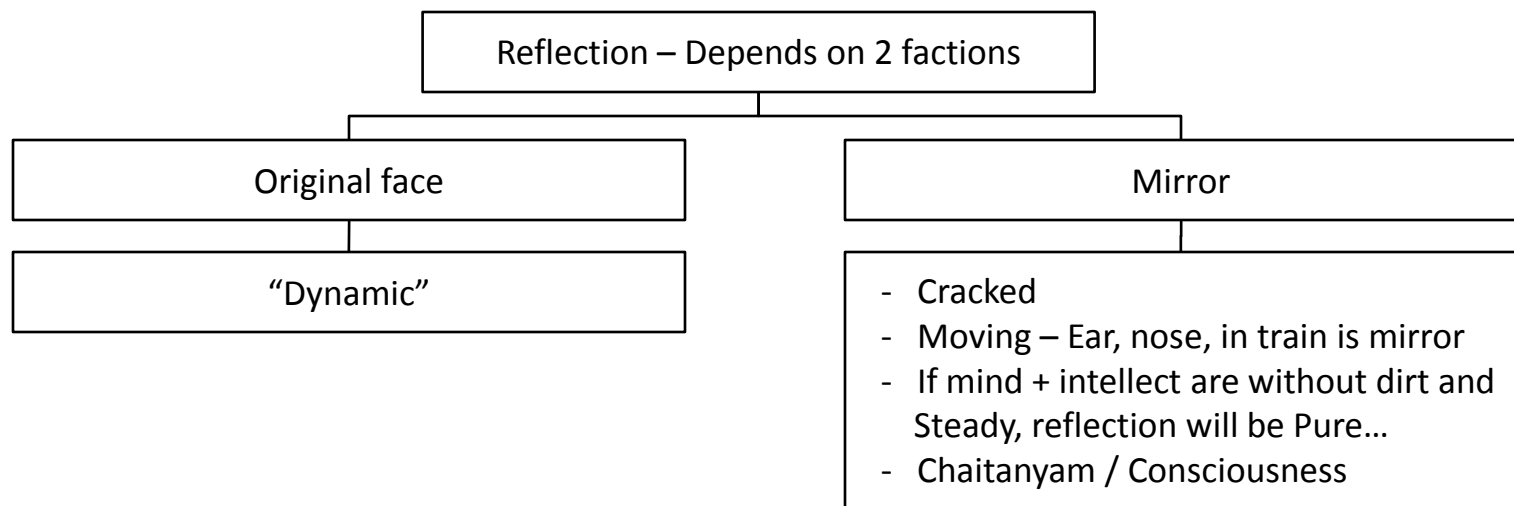 Reflection – Depends on 2 factions
Original face
Mirror
“Dynamic”
- Cracked
- Moving – Ear, nose, in train is mirror
- If mind + intellect are without dirt and
Steady, reflection will be Pure…
- Chaitanyam / Consciousness